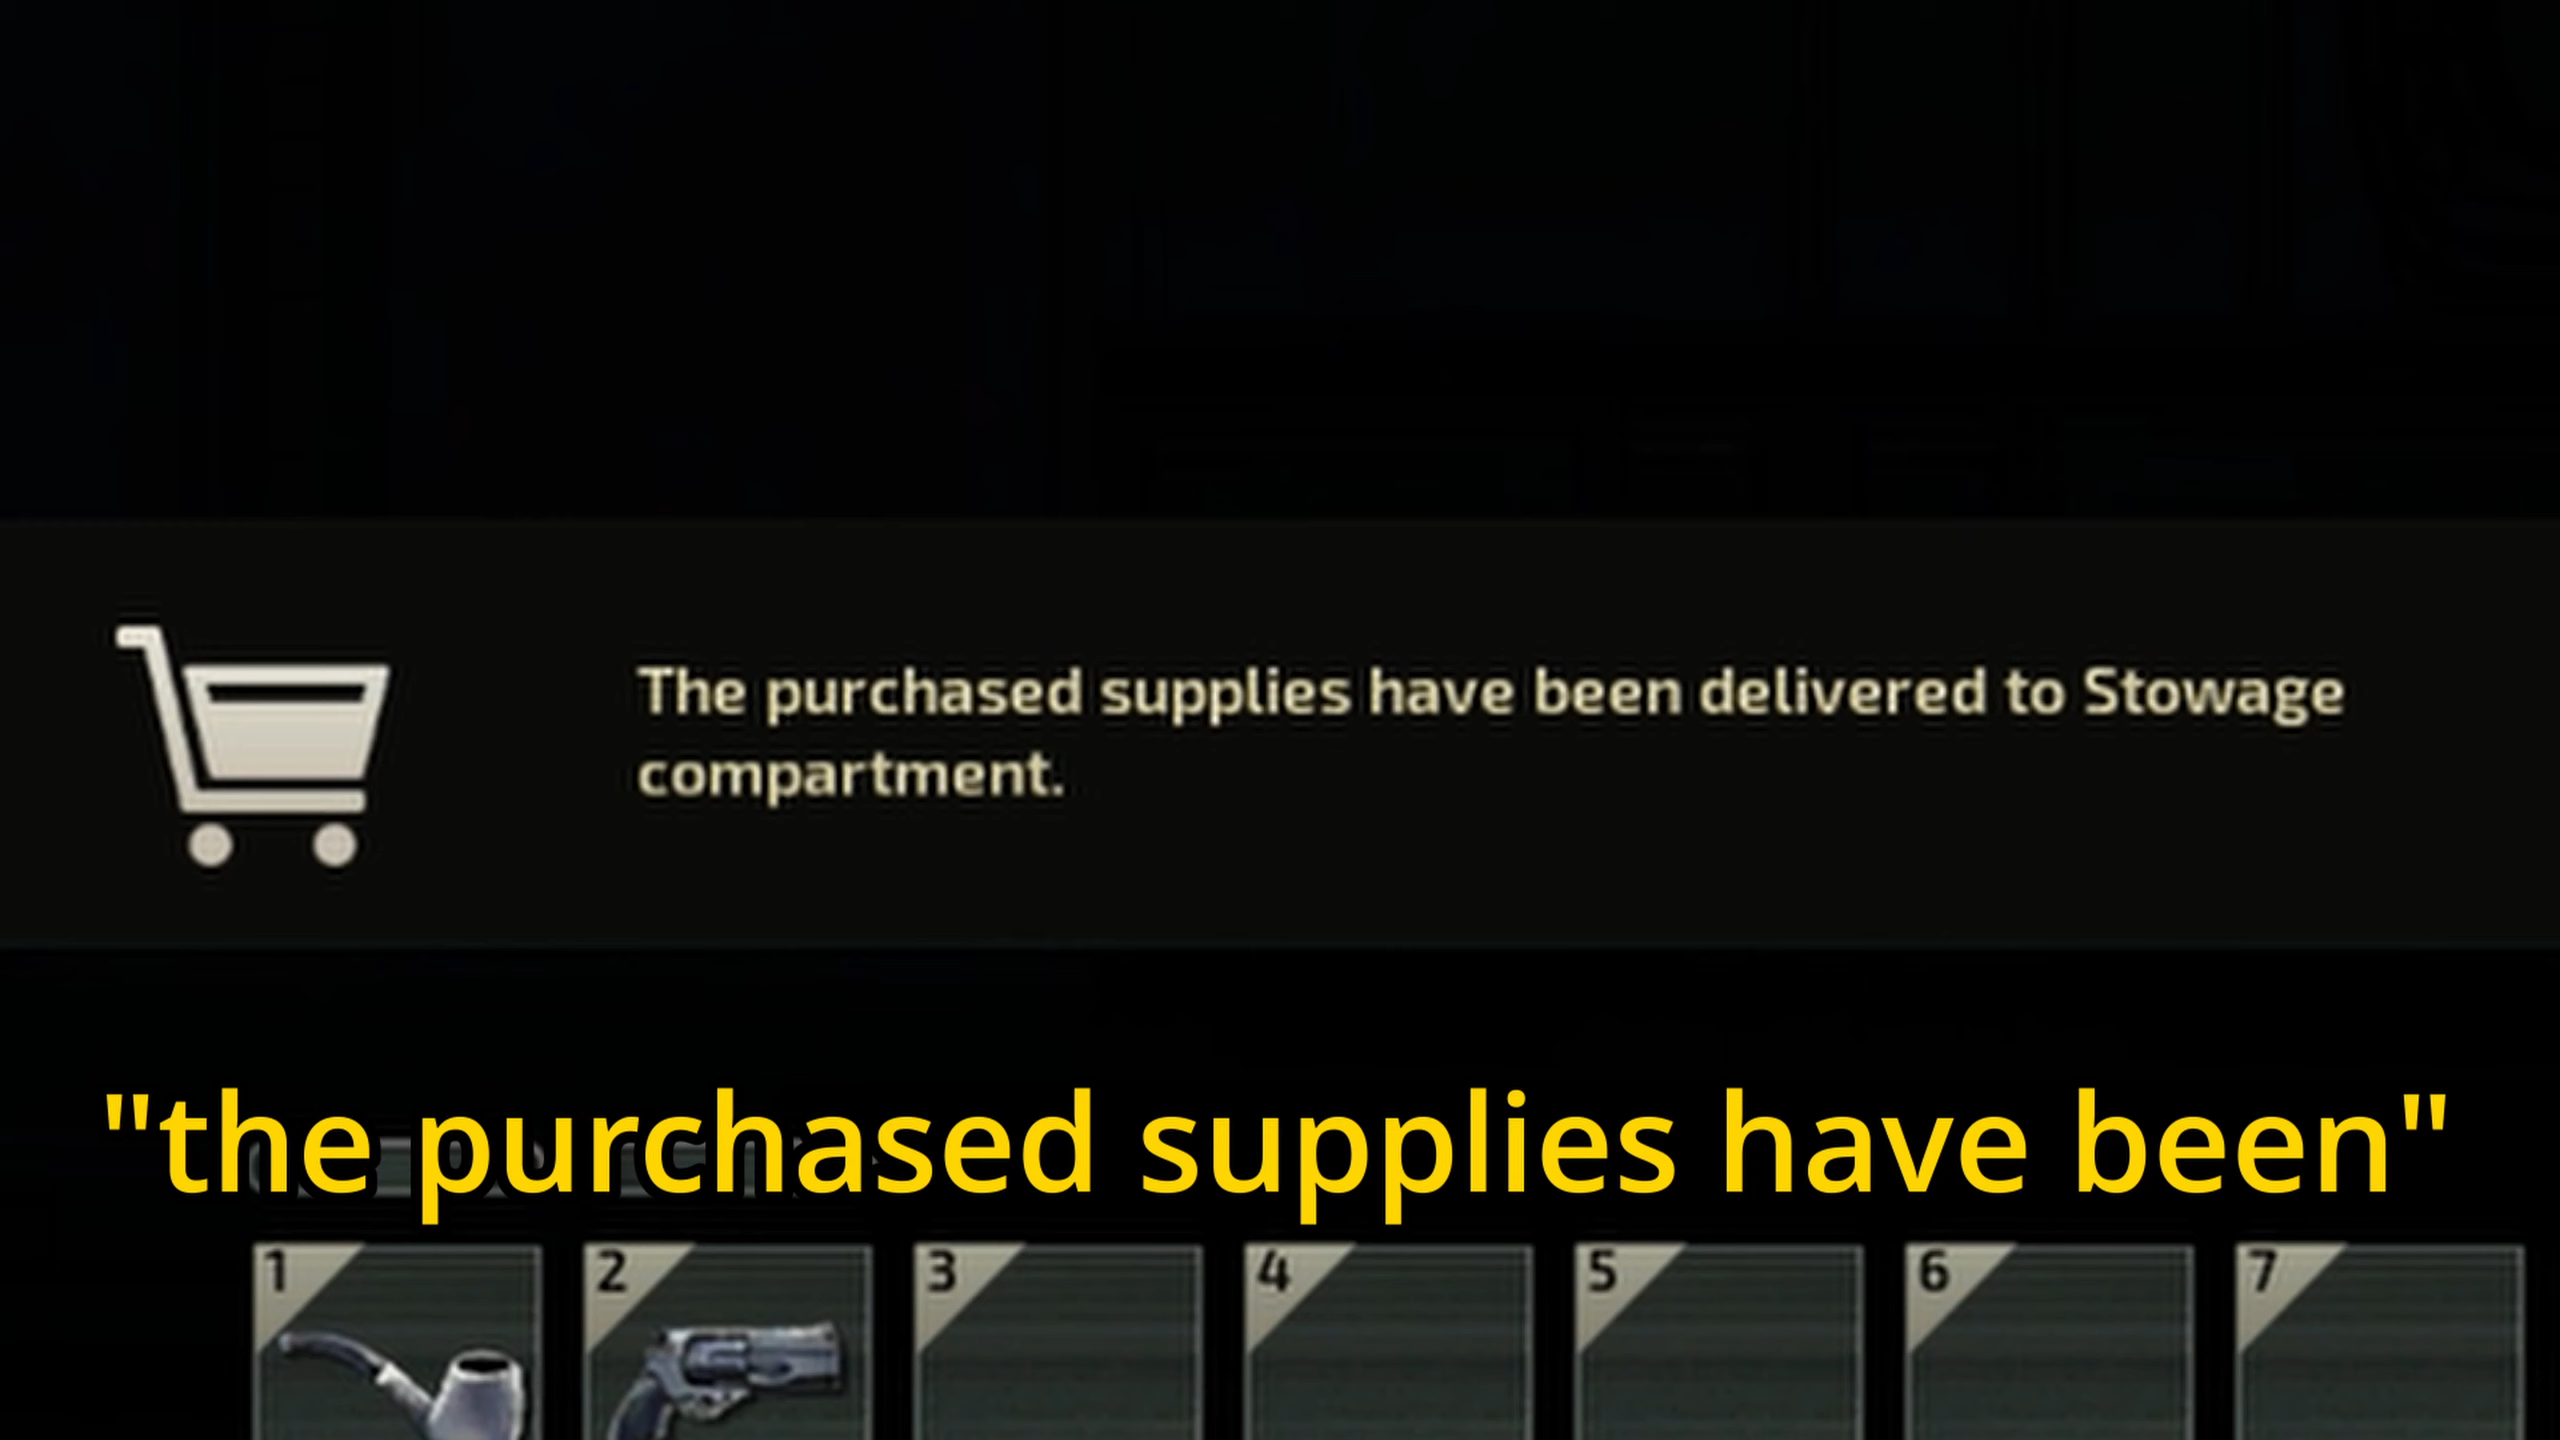 The purchased supplies have been delivered to Stowage
compartment.
"the purchased supplies have been"
1 2 3 4 5 6 7